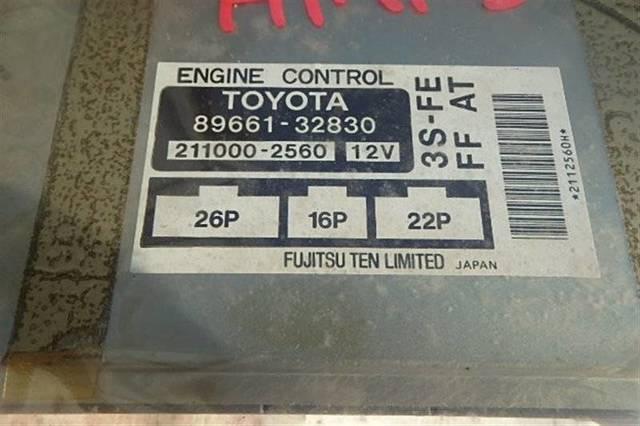 ENGINE CONTROL
TOYOTA
89661-32830
211000-2560 12V
3S-FE
FF AT
*2112560H*
26P 16P 22P
FUJITSU TEN LIMITED JAPAN